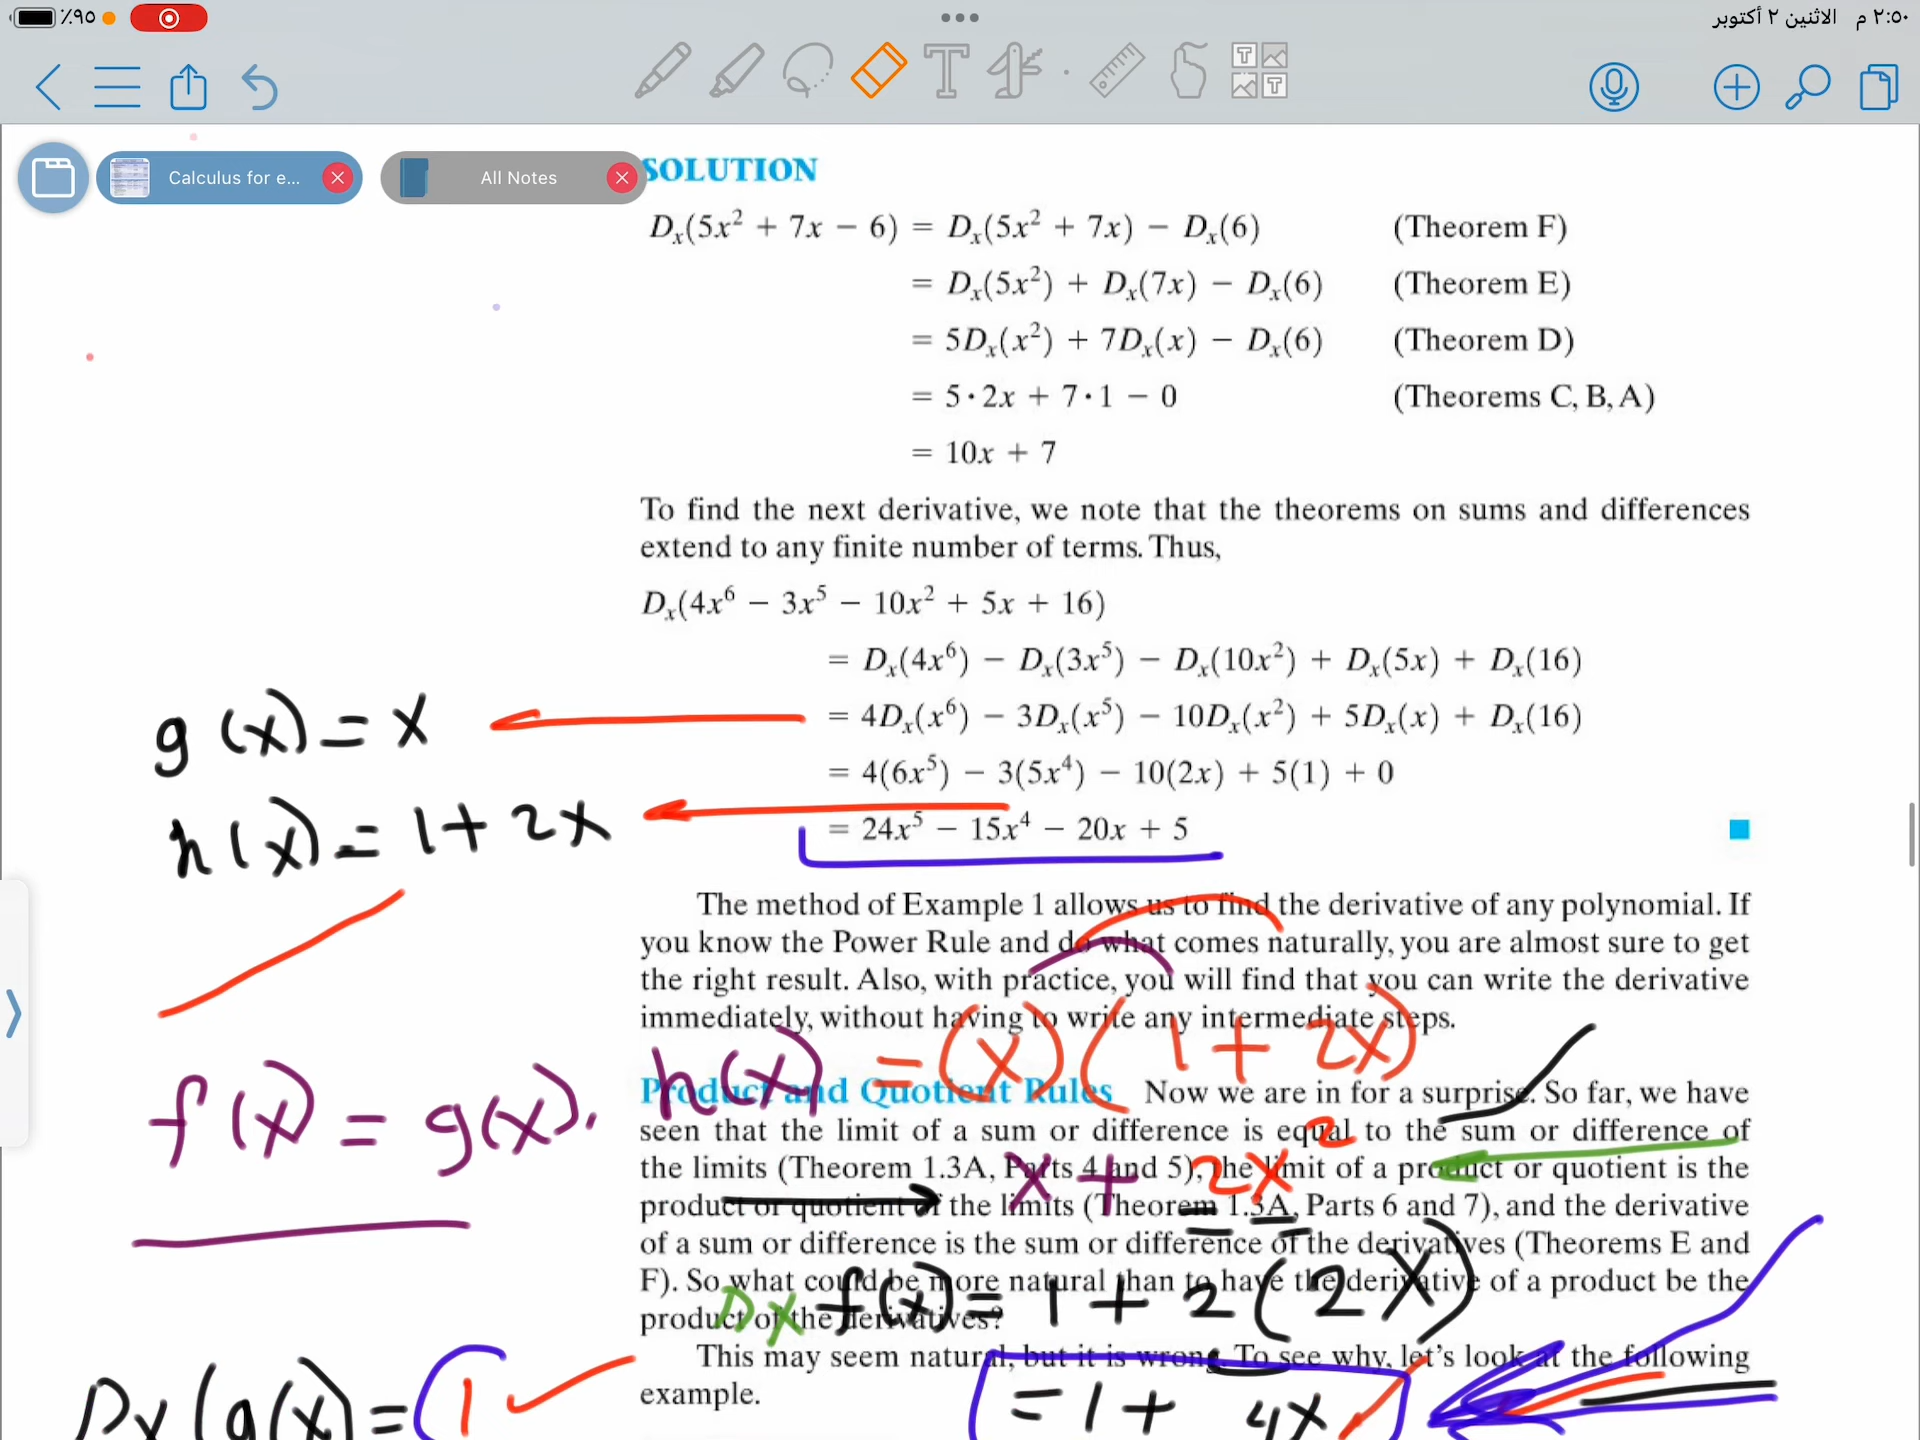 ٪٩٥
٢:٥٠ م الاثنين ٢ أكتوبر
Calculus for e...
All Notes
SOLUTION
Dₓ(5x² + 7x − 6) = Dₓ(5x² + 7x) − Dₓ(6) (Theorem F)
= Dₓ(5x²) + Dₓ(7x) − Dₓ(6) (Theorem E)
= 5Dₓ(x²) + 7Dₓ(x) − Dₓ(6) (Theorem D)
= 5·2x + 7·1 − 0 (Theorems C, B, A)
= 10x + 7
To find the next derivative, we note that the theorems on sums and differences
extend to any finite number of terms. Thus,
Dₓ(4x⁶ − 3x⁵ − 10x² + 5x + 16)
= Dₓ(4x⁶) − Dₓ(3x⁵) − Dₓ(10x²) + Dₓ(5x) + Dₓ(16)
= 4Dₓ(x⁶) − 3Dₓ(x⁵) − 10Dₓ(x²) + 5Dₓ(x) + Dₓ(16)
= 4(6x⁵) − 3(5x⁴) − 10(2x) + 5(1) + 0
= 24x⁵ − 15x⁴ − 20x + 5
g(x) = x
h(x) = 1 + 2x
The method of Example 1 allows us to find the derivative of any polynomial. If
you know the Power Rule and do what comes naturally, you are almost sure to get
the right result. Also, with practice, you will find that you can write the derivative
immediately, without having to write any intermediate steps.
f(x) = g(x). h(x) = (x)(1 + 2x)
x + 2x²
Product and Quotient Rules Now we are in for a surprise. So far, we have
seen that the limit of a sum or difference is equal to the sum or difference of
the limits (Theorem 1.3A, Parts 4 and 5), the limit of a product or quotient is the
product or quotient of the limits (Theorem 1.3A, Parts 6 and 7), and the derivative
of a sum or difference is the sum or difference of the derivatives (Theorems E and
F). So what could be more natural than to have the derivative of a product be the
product of the derivatives?
Dx f(x) = 1 + 2(2x)
This may seem natural, but it is wrong. To see why, let's look at the following
example.
= 1 + 4x
Dx(g(x)) = 1